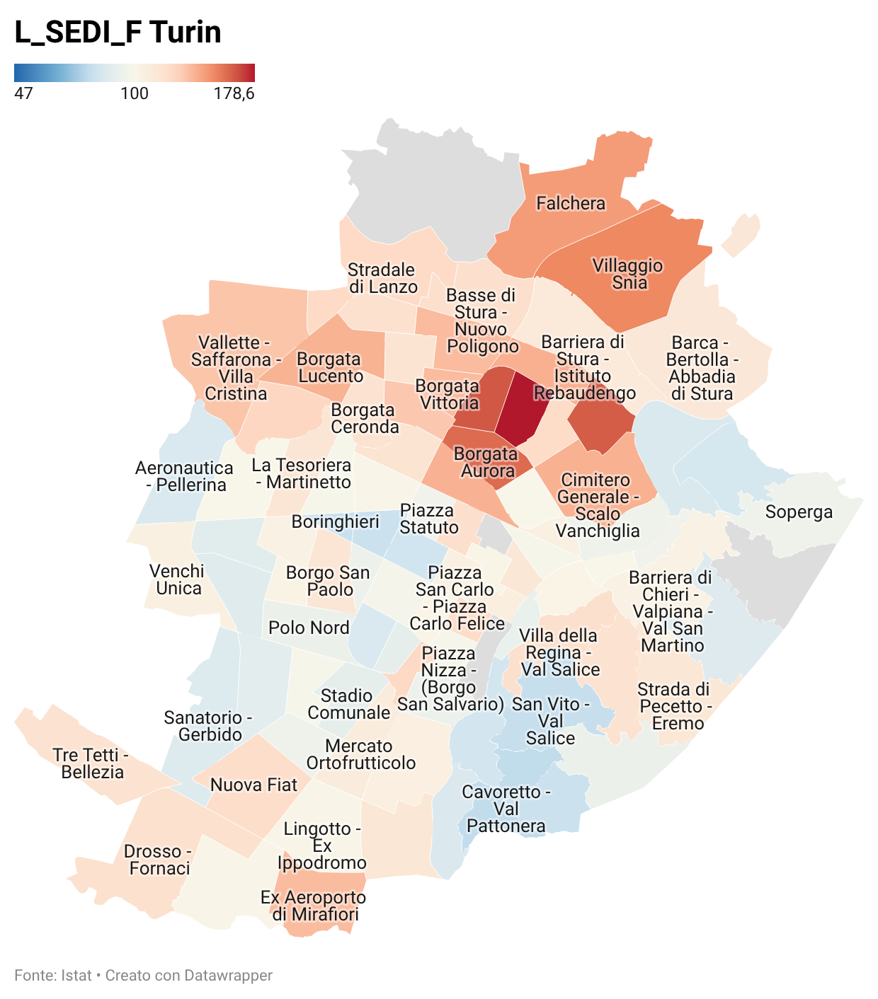 L_SEDI_F Turin
47
100
178,6
Falchera
Villaggio
Snia
Stradale
di Lanzo
Basse di
Stura -
Nuovo
Poligono
Vallette -
Saffarona -
Villa
Cristina
Borgata
Lucento
Barriera di
Stura -
Istituto
Rebaudengo
Barca -
Bertolla -
Abbadia
di Stura
Borgata
Vittoria
Borgata
Ceronda
Borgata
Aurora
Aeronautica
- Pellerina
La Tesoriera
- Martinetto
Cimitero
Generale -
Scalo
Vanchiglia
Soperga
Boringhieri
Piazza
Statuto
Venchi
Unica
Borgo San
Paolo
Piazza
San Carlo
- Piazza
Carlo Felice
Barriera di
Chieri -
Valpiana -
Val San
Martino
Polo Nord
Villa della
Regina -
Val Salice
Piazza
Nizza -
(Borgo
San Salvario)
Stadio
Comunale
San Vito -
Val
Salice
Strada di
Pecetto -
Eremo
Sanatorio -
Gerbido
Mercato
Ortofrutticolo
Tre Tetti -
Bellezia
Nuova Fiat
Cavoretto -
Val
Pattonera
Lingotto -
Ex
Ippodromo
Drosso -
Fornaci
Ex Aeroporto
di Mirafiori
Fonte: Istat • Creato con Datawrapper